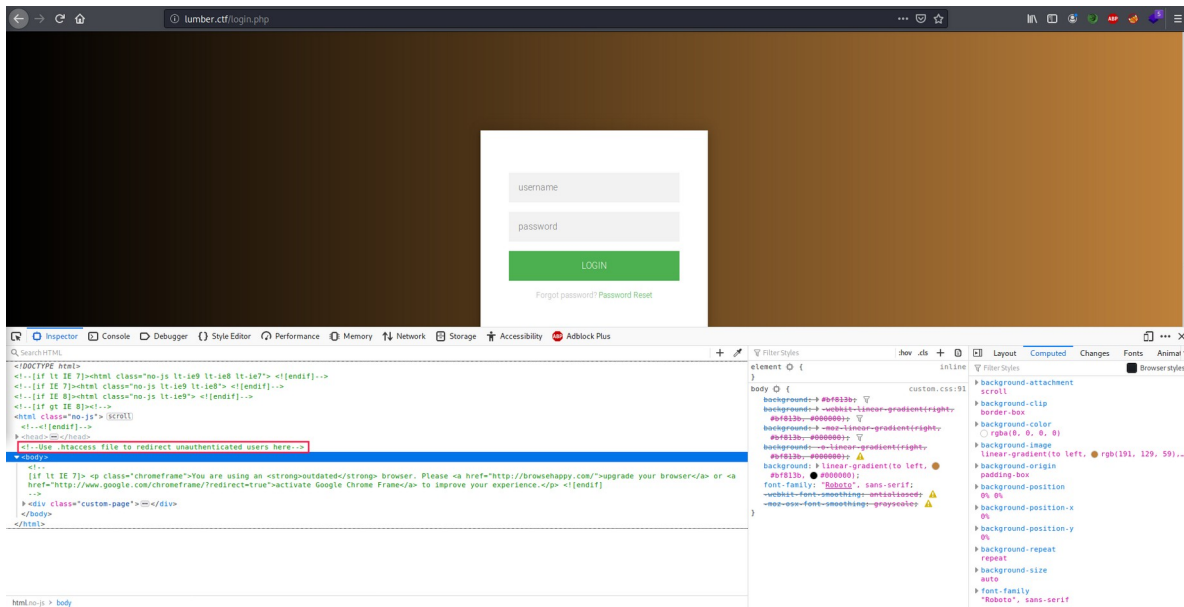 lumber.ctf/login.php
ABP
5
username
password
LOGIN
Forgot password? Password Reset
Inspector Console Debugger Style Editor Performance Memory Network Storage Accessibility Adblock Plus
Search HTML
<!DOCTYPE html>
<!--[if lt IE 7]><html class="no-js lt-ie9 lt-ie8 lt-ie7"> <![endif]-->
<!--[if IE 7]><html class="no-js lt-ie9 lt-ie8"> <![endif]-->
<!--[if IE 8]><html class="no-js lt-ie9"> <![endif]-->
<!--[if gt IE 8]><!-->
<html class="no-js"> scroll
<!--<![endif]-->
<head></head>
<!--Use .htaccess file to redirect unauthenticated users here-->
<body>
<!--
[if lt IE 7]> <p class="chromeframe">You are using an <strong>outdated</strong> browser. Please <a href="http://browsehappy.com/">upgrade your browser</a> or <a
href="http://www.google.com/chromeframe/?redirect=true">activate Google Chrome Frame</a> to improve your experience.</p> <![endif]
-->
<div class="custom-page"></div>
</body>
</html>
html.no-js > body
Filter Styles :hov .cls +
element { inline
}
body { custom.css:91
background: #bf813b;
background: -webkit-linear-gradient(right,
#bf813b, #000000);
background: -moz-linear-gradient(right,
#bf813b, #000000);
background: -o-linear-gradient(right,
#bf813b, #000000);
background: linear-gradient(to left,
#bf813b, #000000);
font-family: "Roboto", sans-serif;
-webkit-font-smoothing: antialiased;
-moz-osx-font-smoothing: grayscale;
}
Layout Computed Changes Fonts Animat
Filter Styles Browser styles
background-attachment
scroll
background-clip
border-box
background-color
rgba(0, 0, 0, 0)
background-image
linear-gradient(to left, rgb(191, 129, 59),…
background-origin
padding-box
background-position
0% 0%
background-position-x
0%
background-position-y
0%
background-repeat
repeat
background-size
auto
font-family
"Roboto", sans-serif